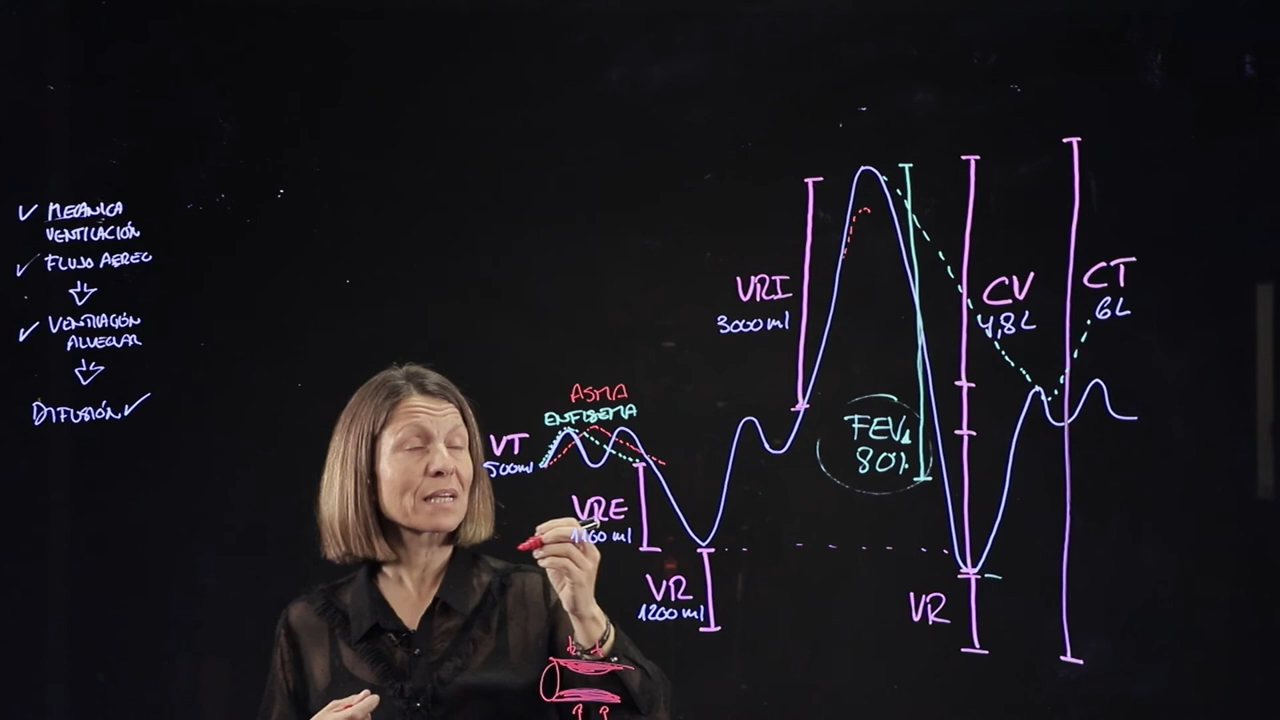 ✓ MECANICA
VENTILACIÓN
✓ FLUJO AEREO
✓ VENTILACIÓN
ALVEOLAR
DIFUSIÓN ✓
ASMA
ENFISEMA
VT
500ml
VRE
1100 ml
VR
1200 ml
VRI
3000 ml
FEV1
80%
CV
4,8L
CT
6L
VR